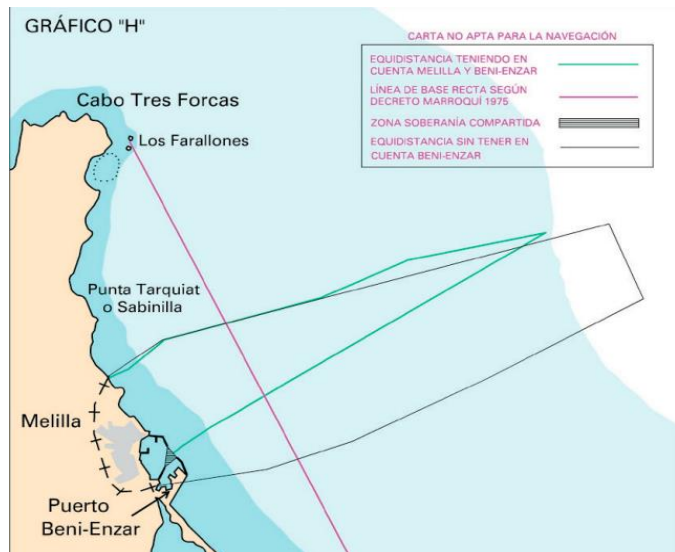 GRÁFICO "H"
CARTA NO APTA PARA LA NAVEGACIÓN
EQUIDISTANCIA TENIENDO EN
CUENTA MELILLA Y BENI-ENZAR
LÍNEA DE BASE RECTA SEGÚN
DECRETO MARROQUÍ 1975
ZONA SOBERANÍA COMPARTIDA
EQUIDISTANCIA SIN TENER EN
CUENTA BENI-ENZAR
Cabo Tres Forcas
Los Farallones
Punta Tarquiat
o Sabinilla
Melilla
Puerto
Beni-Enzar